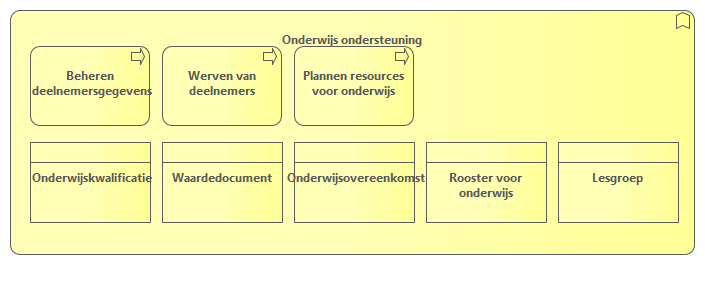 Onderwijs ondersteuning
Beheren
deelnemersgegevens
Werven van
deelnemers
Plannen resources
voor onderwijs
Onderwijskwalificatie
Waardedocument
Onderwijsovereenkomst
Rooster voor
onderwijs
Lesgroep